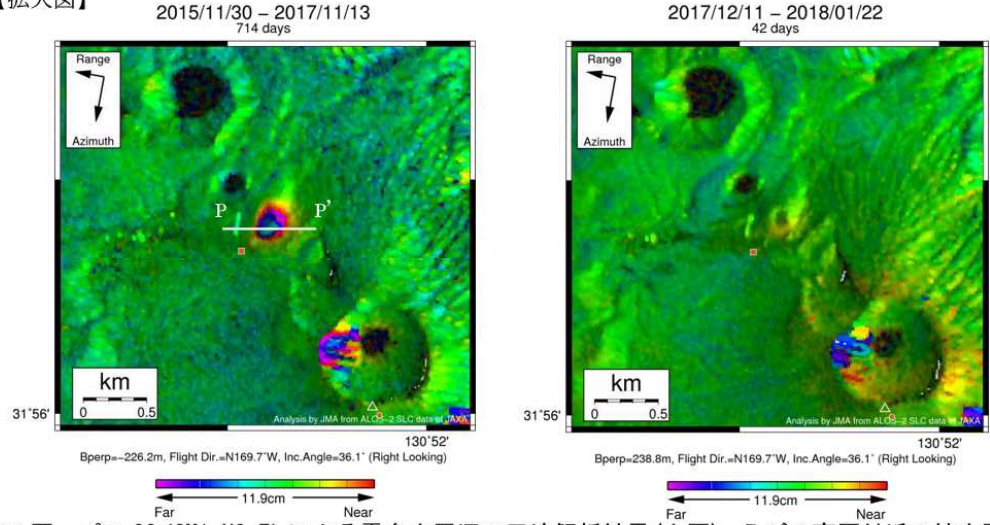 【拡大図】
2015/11/30 − 2017/11/13
714 days
Range
Azimuth
P
P’
km
0 0.5
Analysis by JMA from ALOS−2 SLC data of JAXA
31˚56'
130˚52'
Bperp=−226.2m, Flight Dir.=N169.7˚W, Inc.Angle=36.1˚ (Right Looking)
11.9cm
Far Near
2017/12/11 − 2018/01/22
42 days
Range
Azimuth
km
0 0.5
Analysis by JMA from ALOS−2 SLC data of JAXA
31˚56'
130˚52'
Bperp=238.8m, Flight Dir.=N169.7˚W, Inc.Angle=36.1˚ (Right Looking)
11.9cm
Far Near